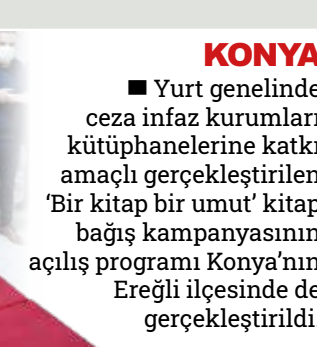 KONYA
■ Yurt genelinde
ceza infaz kurumları
kütüphanelerine katkı
amaçlı gerçekleştirilen
‘Bir kitap bir umut’ kitap
bağış kampanyasının
açılış programı Konya’nın
Ereğli ilçesinde de
gerçekleştirildi.